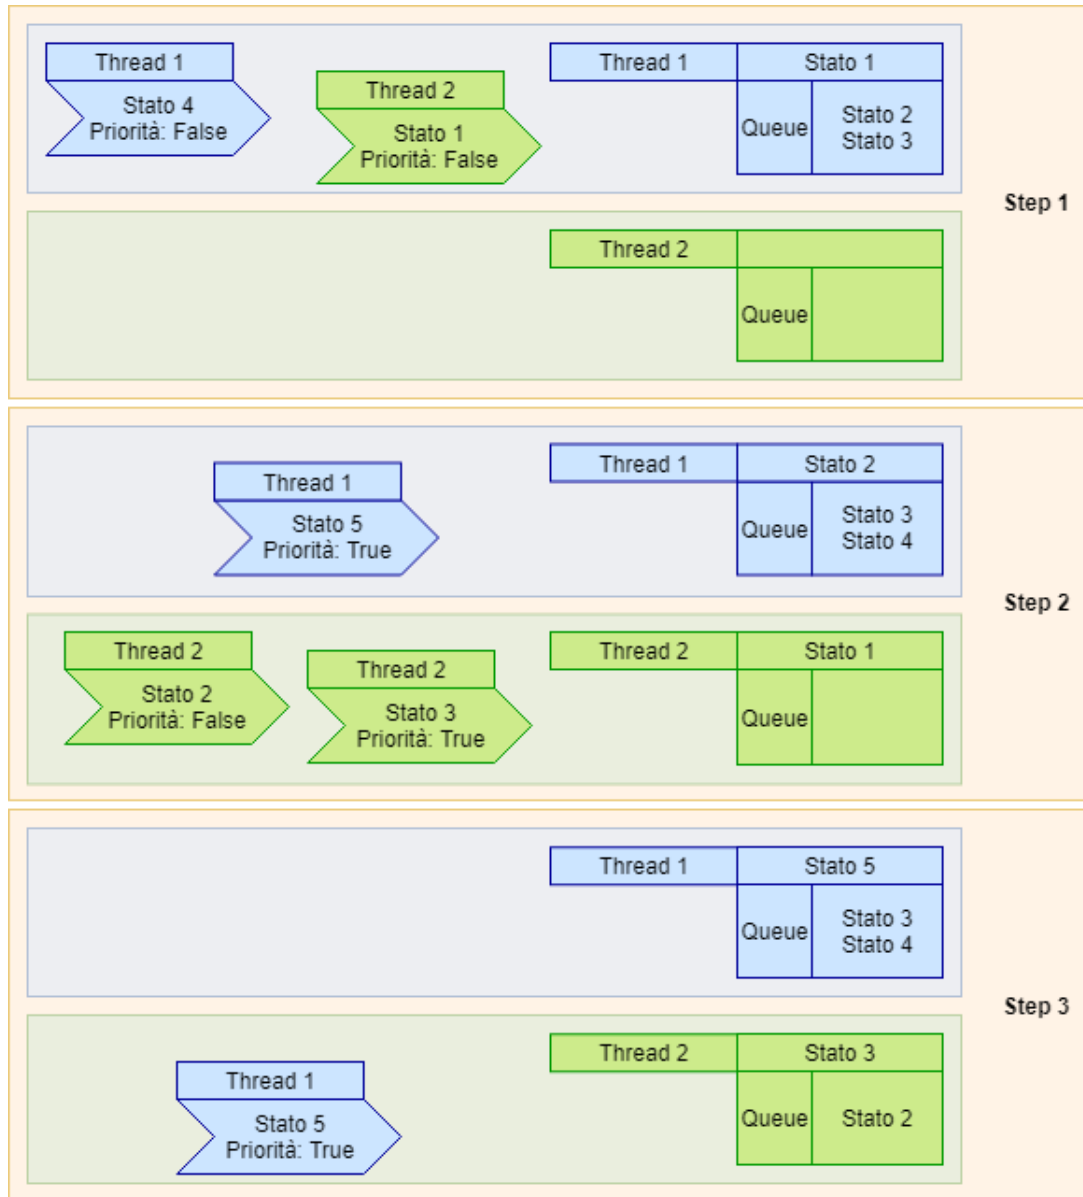 Thread 1
Stato 4
Priorità: False
Thread 2
Stato 1
Priorità: False
Thread 1
Stato 1
Queue
Stato 2
Stato 3
Step 1
Thread 2
Queue
Thread 1
Stato 5
Priorità: True
Thread 1
Stato 2
Queue
Stato 3
Stato 4
Step 2
Thread 2
Stato 2
Priorità: False
Thread 2
Stato 3
Priorità: True
Thread 2
Stato 1
Queue
Thread 1
Stato 5
Queue
Stato 3
Stato 4
Step 3
Thread 1
Stato 5
Priorità: True
Thread 2
Stato 3
Queue
Stato 2